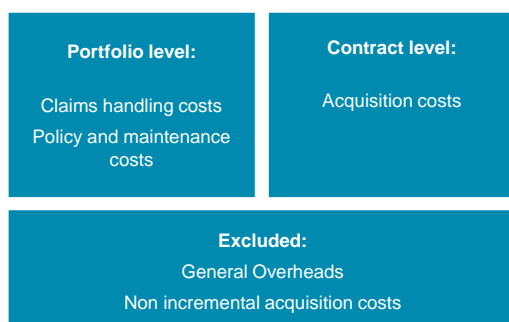 Portfolio level:
Claims handling costs
Policy and maintenance
costs
Contract level:
Acquisition costs
Excluded:
General Overheads
Non incremental acquisition costs